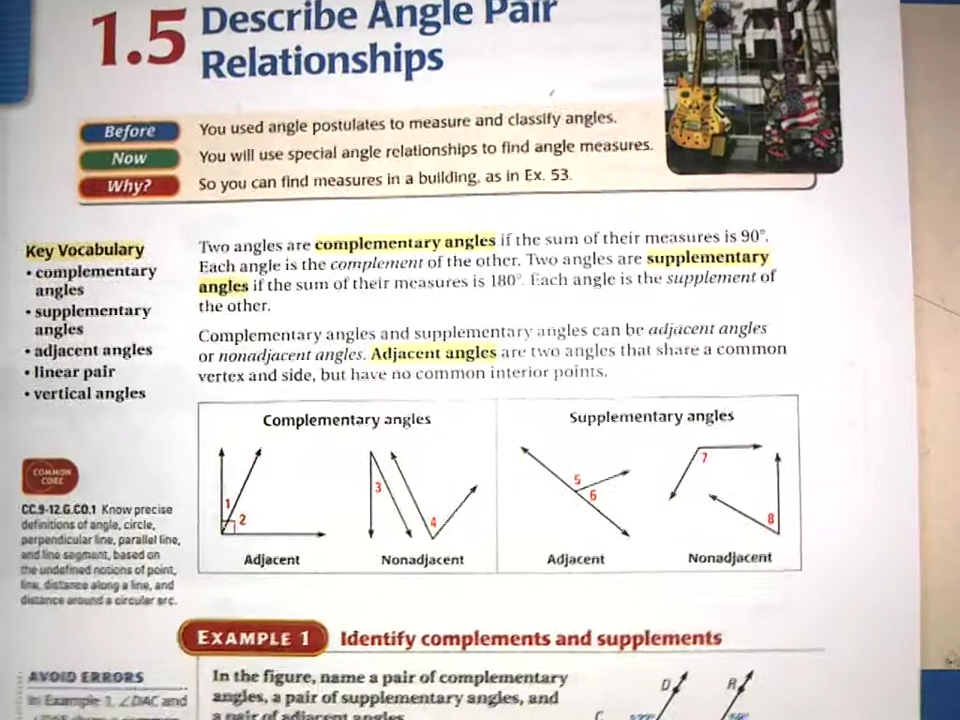 1.5 Describe Angle Pair
Relationships
Before You used angle postulates to measure and classify angles.
Now You will use special angle relationships to find angle measures.
Why? So you can find measures in a building, as in Ex. 53.
Key Vocabulary
• complementary
angles
• supplementary
angles
• adjacent angles
• linear pair
• vertical angles
Two angles are complementary angles if the sum of their measures is 90°.
Each angle is the complement of the other. Two angles are supplementary
angles if the sum of their measures is 180°. Each angle is the supplement of
the other.
Complementary angles and supplementary angles can be adjacent angles
or nonadjacent angles. Adjacent angles are two angles that share a common
vertex and side, but have no common interior points.
Complementary angles
1
2
3
4
Adjacent
Nonadjacent
Supplementary angles
5
6
7
8
Adjacent
Nonadjacent
COMMON
CORE
CC.9-12.G.CO.1 Know precise
definitions of angle, circle,
perpendicular line, parallel line,
and line segment, based on
the undefined notions of point,
line, distance along a line, and
distance around a circular arc.
EXAMPLE 1 Identify complements and supplements
AVOID ERRORS
In Example 1, ∠DAC and
In the figure, name a pair of complementary
angles, a pair of supplementary angles, and
a pair of adjacent angles.
D
R
C